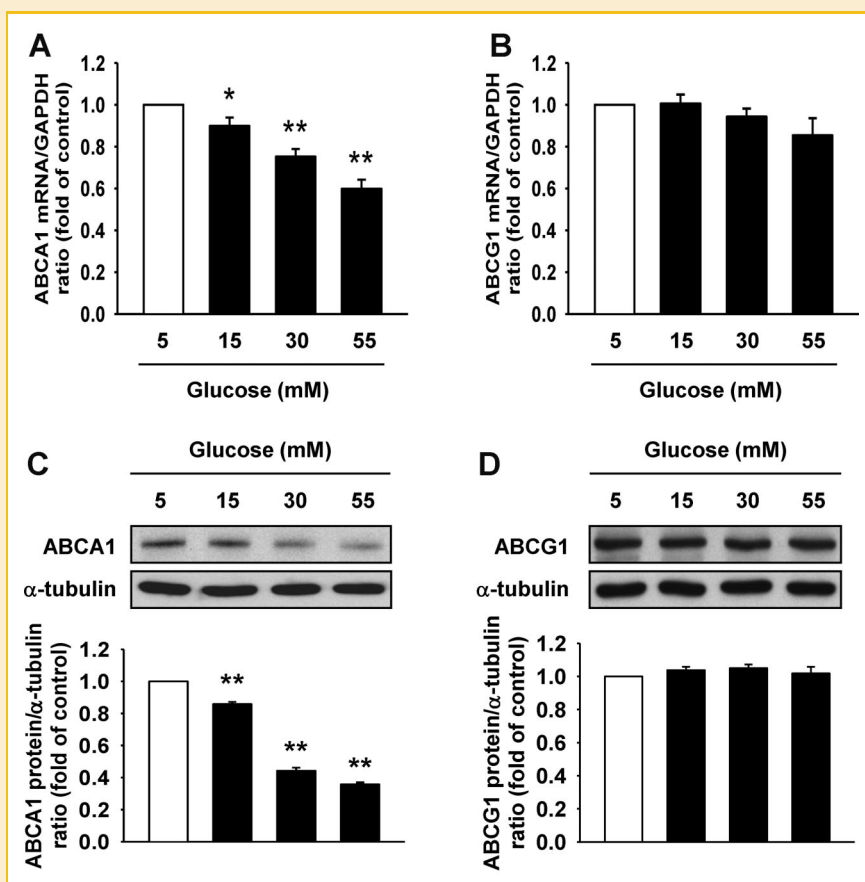 A
ABCA1 mRNA/GAPDH
ratio (fold of control)
1.2
1.0
0.8
0.6
0.4
0.2
0.0
*
**
**
5 15 30 55
Glucose (mM)
B
ABCG1 mRNA/GAPDH
ratio (fold of control)
1.2
1.0
0.8
0.6
0.4
0.2
0.0
5 15 30 55
Glucose (mM)
C
Glucose (mM)
5 15 30 55
ABCA1
α-tubulin
ABCA1 protein/α-tubulin
ratio (fold of control)
1.2
1.0
0.8
0.6
0.4
0.2
0.0
**
**
**
D
Glucose (mM)
5 15 30 55
ABCG1
α-tubulin
ABCG1 protein/α-tubulin
ratio (fold of control)
1.2
1.0
0.8
0.6
0.4
0.2
0.0